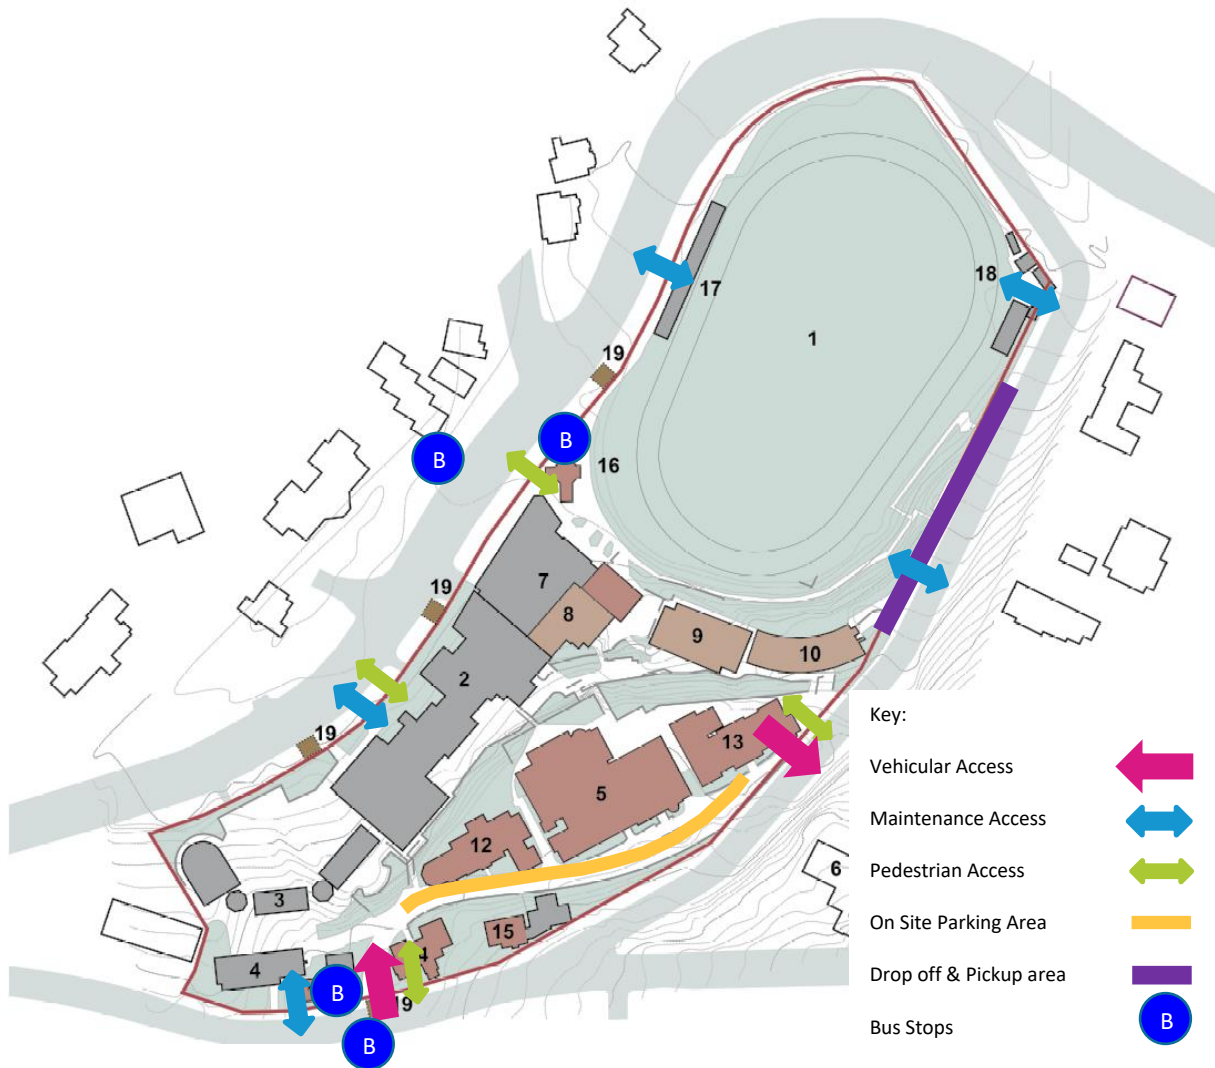 18
17
1
19
B
B
16
7
19
8
9
10
2
19
13
5
12
6
3
15
4
4
B
19
B
Key:
Vehicular Access
Maintenance Access
Pedestrian Access
On Site Parking Area
Drop off & Pickup area
Bus Stops
B